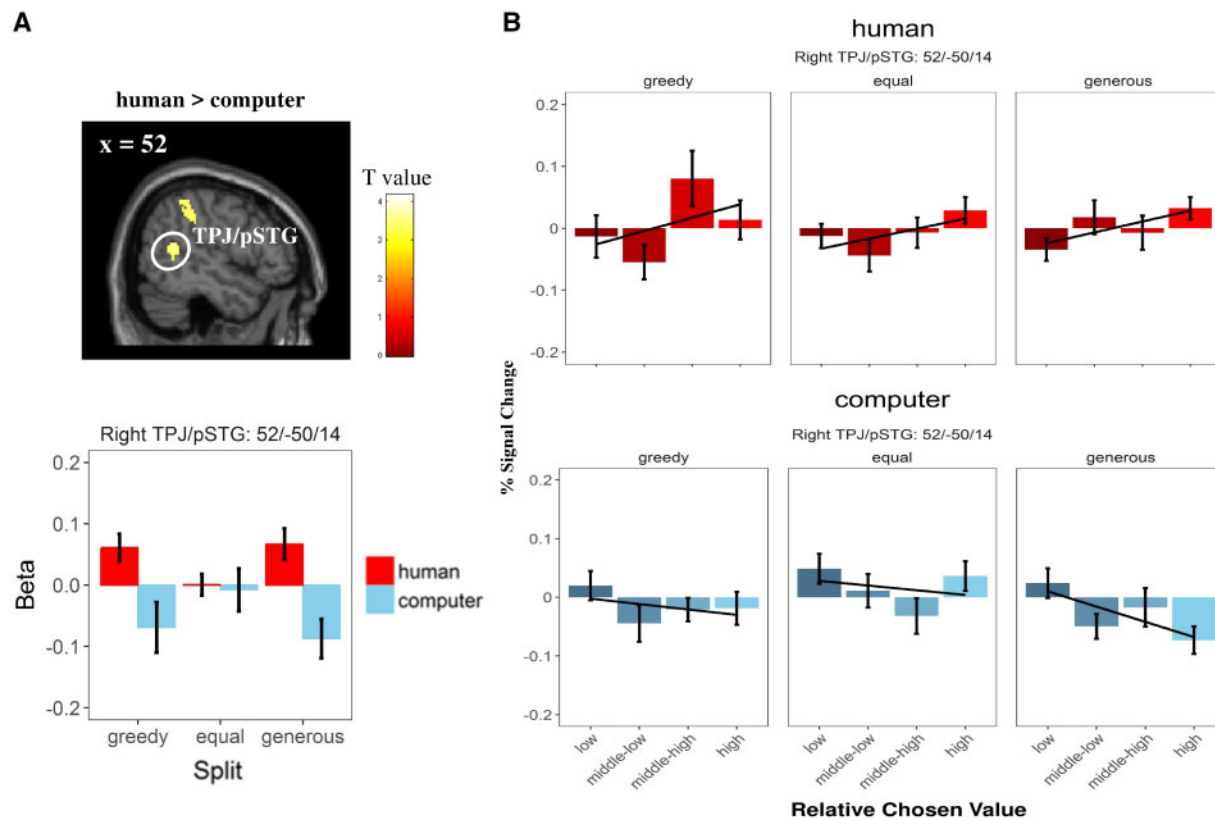 A
human > computer
x = 52
TPJ/pSTG
T value
4
3
2
1
0
Right TPJ/pSTG: 52/-50/14
0.2
0.1
0.0
-0.1
-0.2
Beta
greedy equal generous
Split
human
computer
B
human
Right TPJ/pSTG: 52/-50/14
greedy equal generous
0.2
0.1
0
-0.1
-0.2
% Signal Change
computer
Right TPJ/pSTG: 52/-50/14
greedy equal generous
0.2
0.1
0
-0.1
-0.2
low middle-low middle-high high low middle-low middle-high high low middle-low middle-high high
Relative Chosen Value